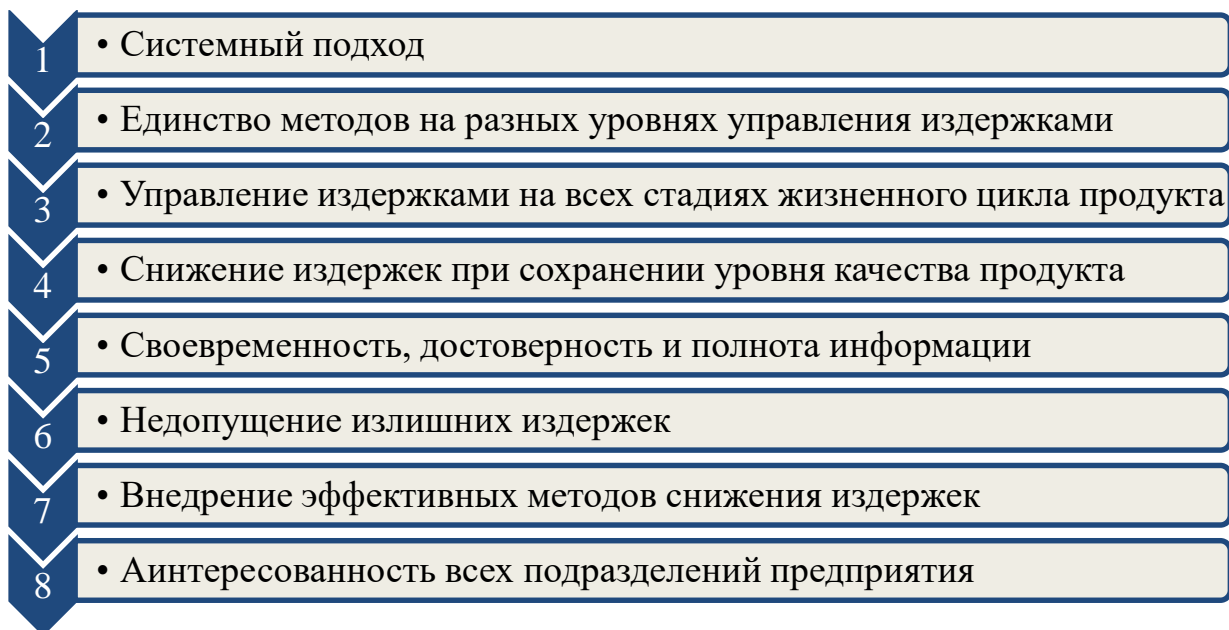 1 • Системный подход
2 • Единство методов на разных уровнях управления издержками
3 • Управление издержками на всех стадиях жизненного цикла продукта
4 • Снижение издержек при сохранении уровня качества продукта
5 • Своевременность, достоверность и полнота информации
6 • Недопущение излишних издержек
7 • Внедрение эффективных методов снижения издержек
8 • Аинтересованность всех подразделений предприятия